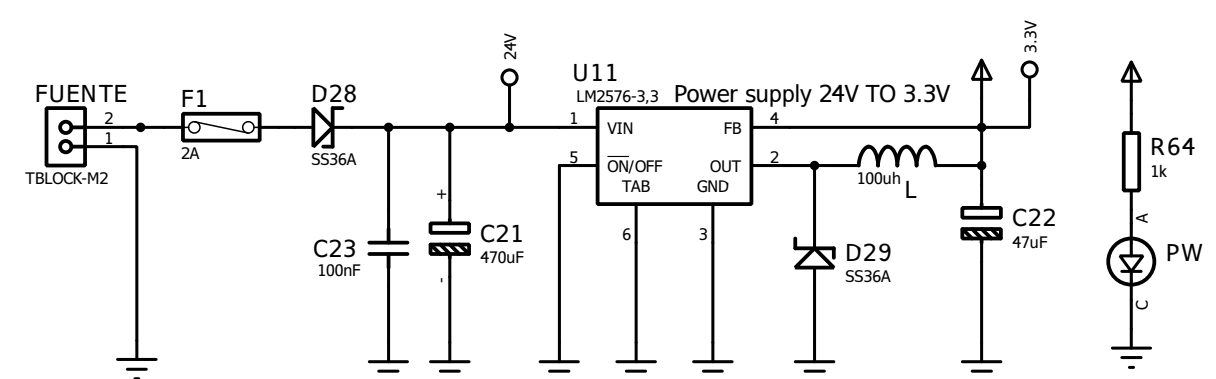 FUENTE
2
1
TBLOCK-M2
F1
2A
D28
SS36A
24V
C23
100nF
+
C21
470uF
-
U11
LM2576-3,3
Power supply 24V TO 3.3V
1
VIN
FB
4
5
ON/OFF
OUT
2
TAB
GND
6
3
100uh
L
D29
SS36A
3.3V
C22
47uF
R64
1k
A
PW
C